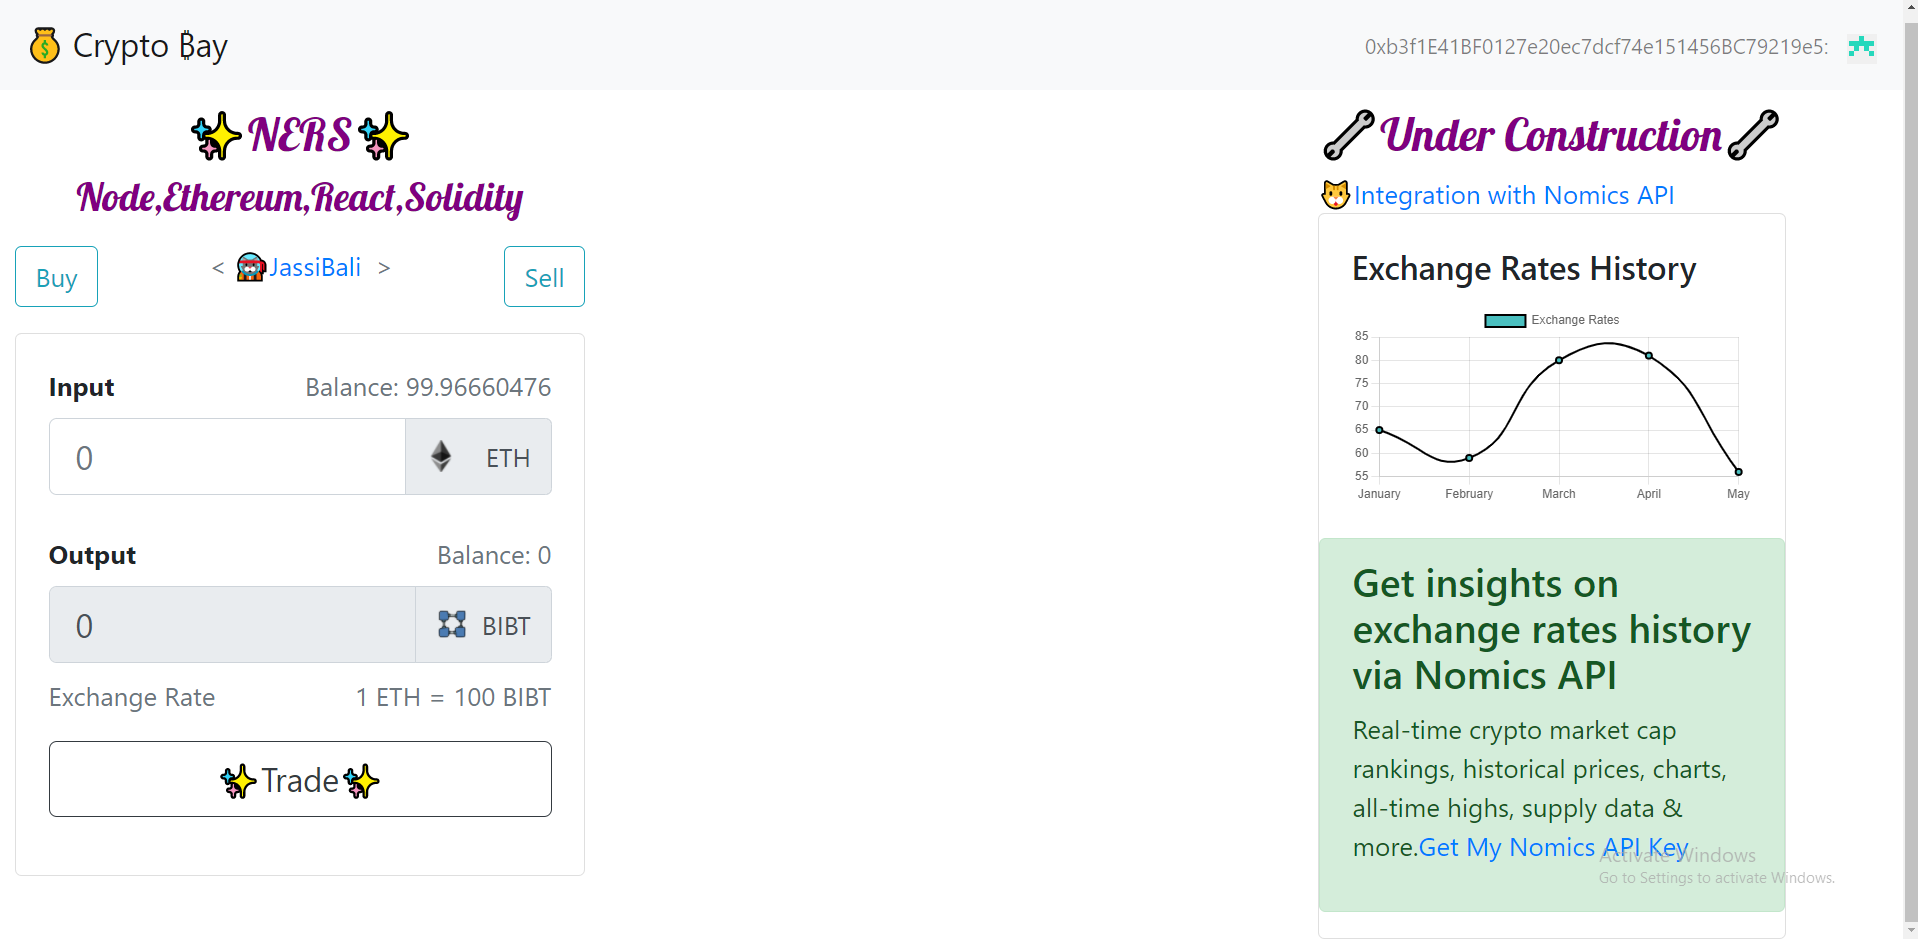 Crypto ₿ay
0xb3f1E41BF0127e20ec7dcf74e151456BC79219e5:
NERS
Node,Ethereum,React,Solidity
Buy
< JassiBali >
Sell
Input
Balance: 99.96660476
0
ETH
Output
Balance: 0
0
BIBT
Exchange Rate
1 ETH = 100 BIBT
Trade
Under Construction
Integration with Nomics API
Exchange Rates History
Exchange Rates
85
80
75
70
65
60
55
January February March April May
Get insights on
exchange rates history
via Nomics API
Real-time crypto market cap
rankings, historical prices, charts,
all-time highs, supply data &
more.Get My Nomics API Key
Activate Windows
Go to Settings to activate Windows.